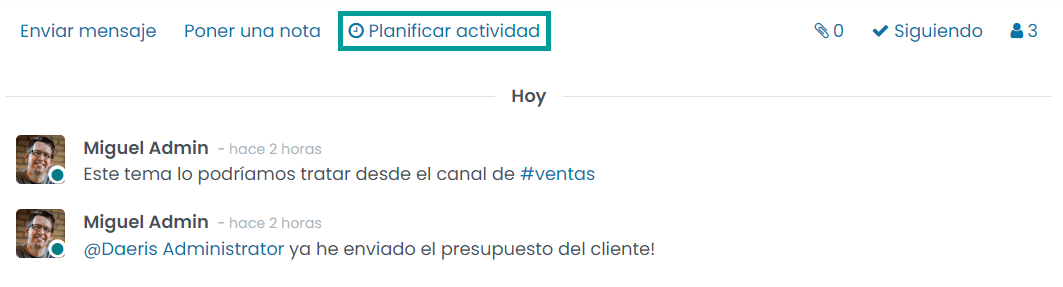 Enviar mensaje Poner una nota Planificar actividad 0 Siguiendo 3
Hoy
Miguel Admin - hace 2 horas
Este tema lo podríamos tratar desde el canal de #ventas
Miguel Admin - hace 2 horas
@Daeris Administrator ya he enviado el presupuesto del cliente!